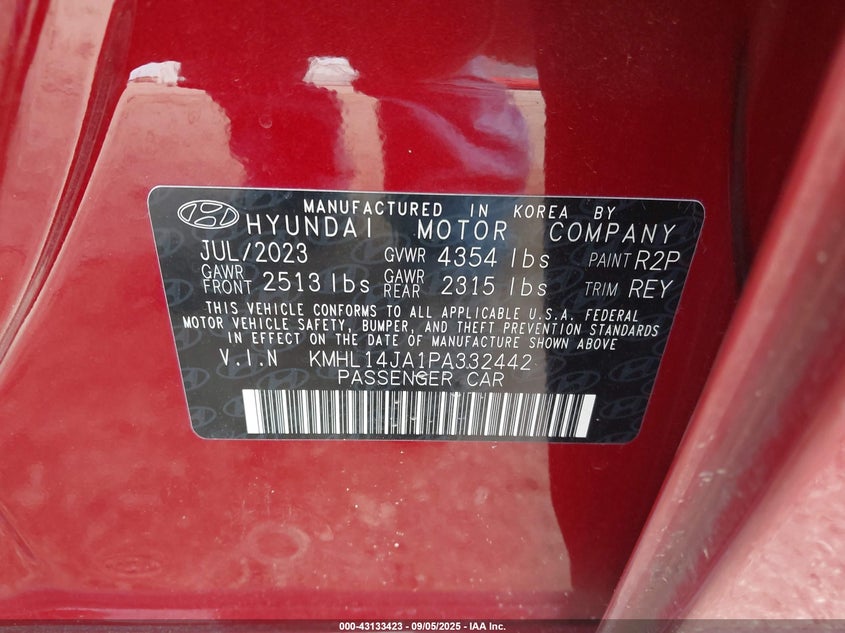 MANUFACTURED IN KOREA BY
HYUNDAI MOTOR COMPANY
JUL/2023 GVWR 4354 lbs PAINT R2P
GAWR FRONT 2513 lbs GAWR REAR 2315 lbs TRIM REY
THIS VEHICLE CONFORMS TO ALL APPLICABLE U.S.A. FEDERAL
MOTOR VEHICLE SAFETY, BUMPER, AND THEFT PREVENTION STANDARDS
IN EFFECT ON THE DATE OF MANUFACTURE SHOWN ABOVE
V.I.N KMHL14JA1PA332442
PASSENGER CAR
000-43133423 - 09/05/2025 - IAA Inc.